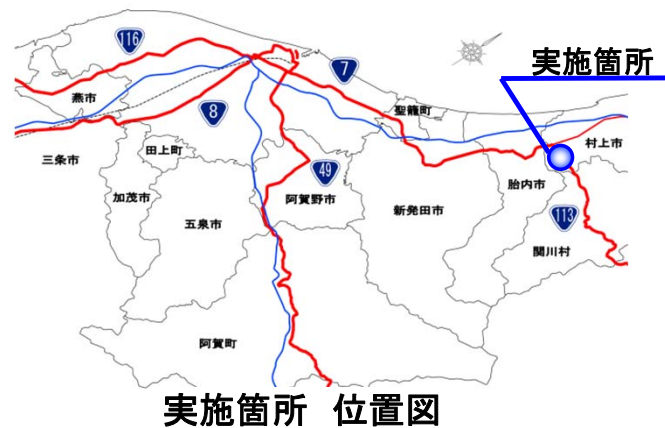 116
7
実施箇所
燕市
8
聖籠町
三条市
田上町
村上市
49
加茂市
阿賀野市
胎内市
五泉市
新発田市
113
関川村
阿賀町
実施箇所 位置図